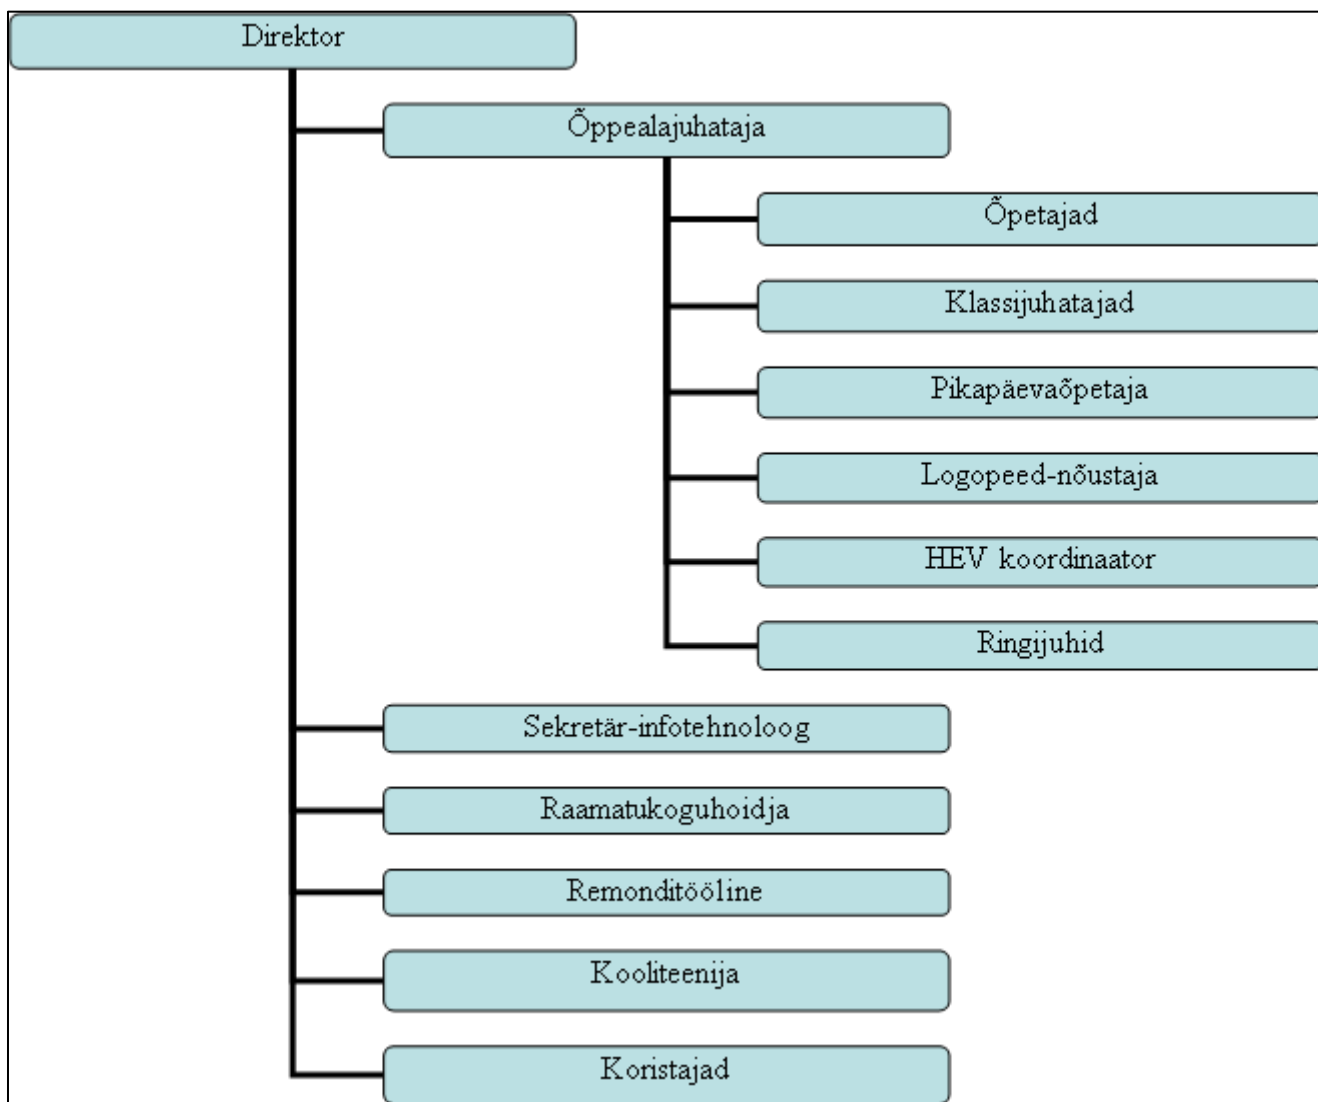 Direktor
Õppealajuhataja
Õpetajad
Klassijuhatajad
Pikapäevaõpetaja
Logopeed-nõustaja
HEV koordinaator
Ringijuhid
Sekretär-infotehnoloog
Raamatukoguhoidja
Remonditööline
Kooliteenija
Koristajad